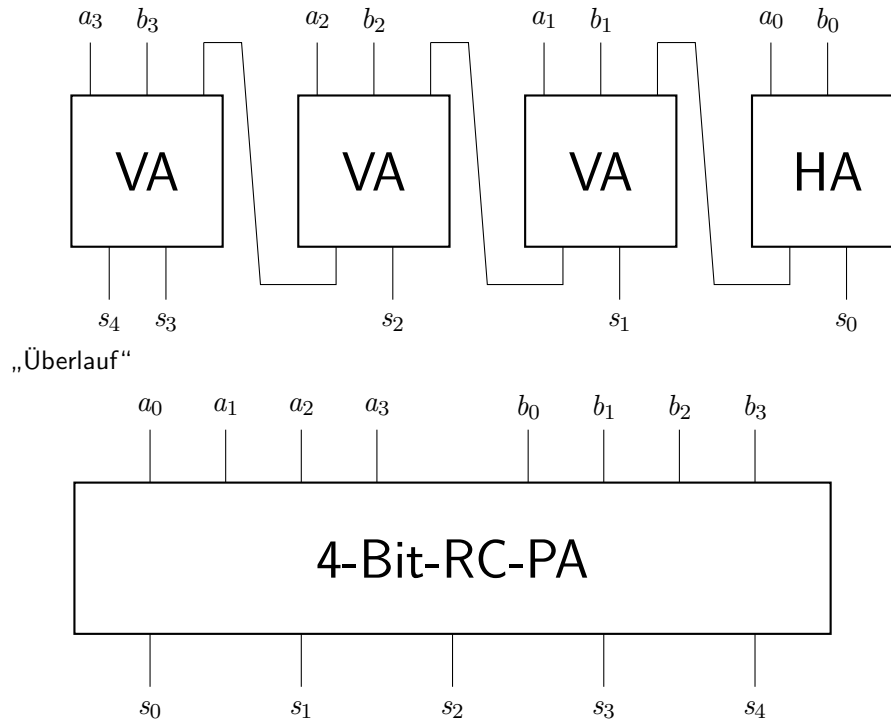 a₃ b₃ a₂ b₂ a₁ b₁ a₀ b₀
VA VA VA HA
s₄ s₃ s₂ s₁ s₀
„Überlauf“
a₀ a₁ a₂ a₃ b₀ b₁ b₂ b₃
4-Bit-RC-PA
s₀ s₁ s₂ s₃ s₄